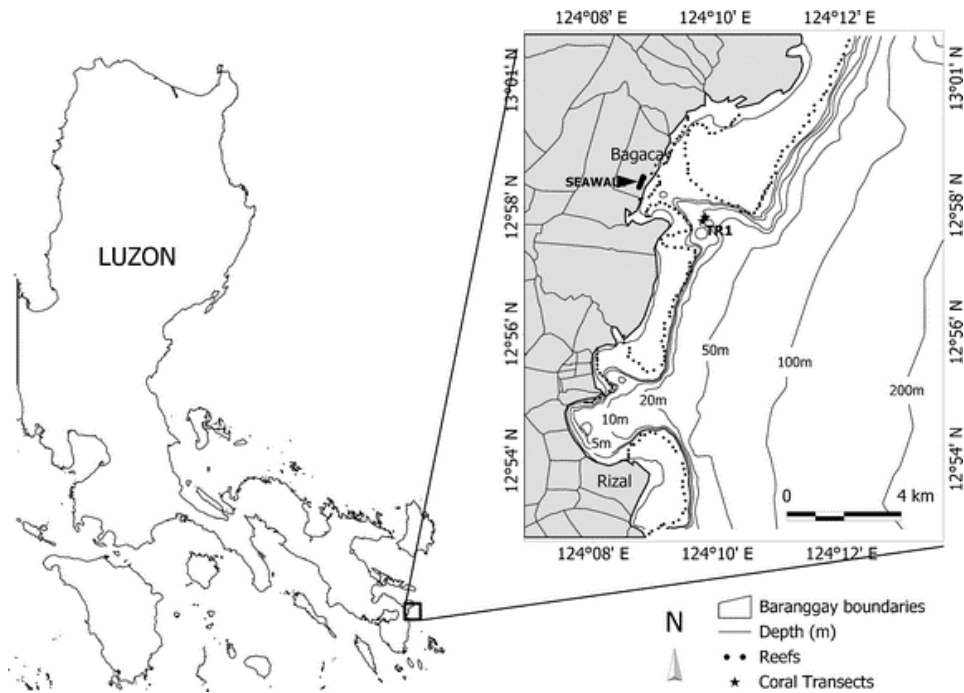 124°08' E 124°10' E 124°12' E
13°01' N
13°01' N
Bagacay
SEAWAL
12°58' N
12°58' N
TR1
LUZON
12°56' N
12°56' N
50m
100m
20m
200m
10m
5m
12°54' N
12°54' N
Rizal
0 4 km
124°08' E 124°10' E 124°12' E
N
Baranggay boundaries
Depth (m)
Reefs
Coral Transects